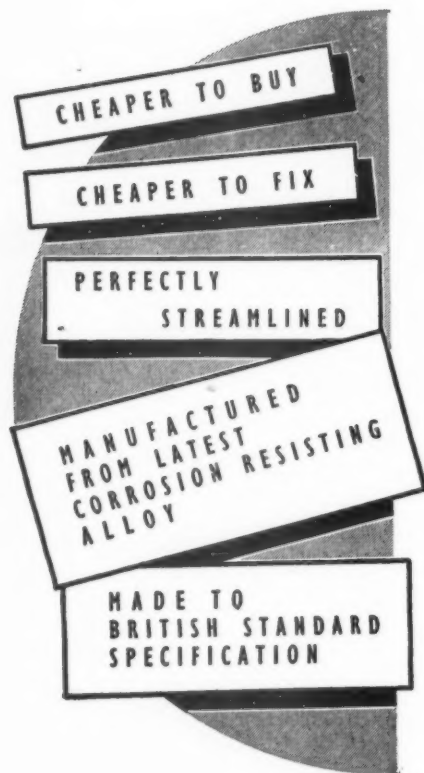 CHEAPER TO BUY
CHEAPER TO FIX
PERFECTLY
STREAMLINED
MANUFACTURED
FROM LATEST
CORROSION RESISTING
ALLOY
MADE TO
BRITISH STANDARD
SPECIFICATION